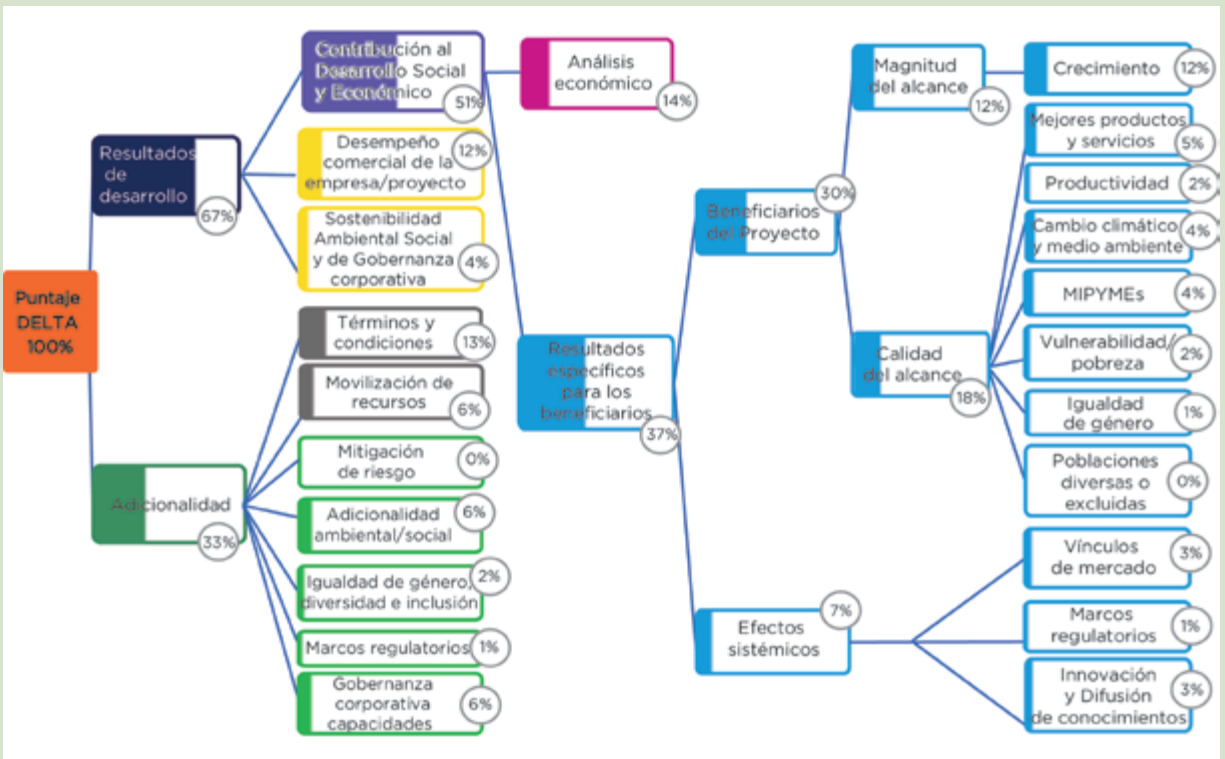 Puntaje
DELTA
100%
Resultados
de
desarrollo
67%
Contribución al
Desarrollo Social
y Económico
51%
Desempeño
comercial de la
empresa/proyecto
12%
Sostenibilidad
Ambiental Social
y de Gobernanza
corporativa
4%
Adicionalidad
33%
Términos y
condiciones
13%
Movilización de
recursos
6%
Mitigación
de riesgo
0%
Adicionalidad
ambiental/social
6%
Igualdad de género,
diversidad e inclusión
2%
Marcos regulatorios
1%
Gobernanza
corporativa
capacidades
6%
Análisis
económico
14%
Resultados
específicos
para los
beneficiarios
37%
Beneficiarios
del Proyecto
30%
Magnitud
del alcance
12%
Crecimiento
12%
Calidad
del alcance
18%
Mejores productos
y servicios
5%
Productividad
2%
Cambio climático
y medio ambiente
4%
MIPYMEs
4%
Vulnerabilidad/
pobreza
2%
Igualdad
de género
1%
Poblaciones
diversas o
excluidas
0%
Efectos
sistémicos
7%
Vínculos
de mercado
3%
Marcos
regulatorios
1%
Innovación
y Difusión
de conocimientos
3%